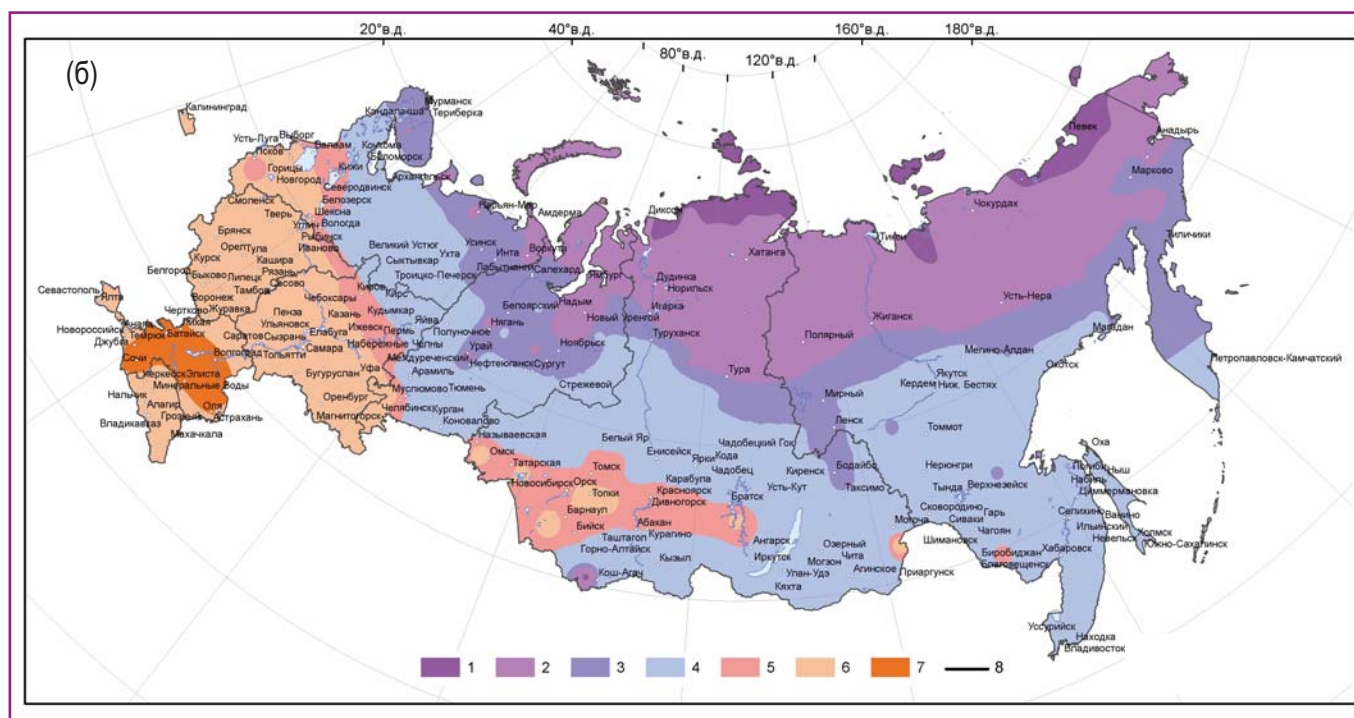 20°в.д. 40°в.д. 80°в.д. 120°в.д. 160°в.д. 180°в.д.
(б)
Калининград
Мурманск
Кандалакша
Териберка
Усть-Луга
Выборг
Валаам
Псков
Кижи
Беломорск
Горицы
Новгород
Архангельск
Северодвинск
Белозерск
Смоленск
Тверь
Шексна
Вологда
Углич
Рыбинск
Иваново
Брянск
Орел
Тула
Кашира
Курск
Рязань
Белгород
Быково
Липецк
Сасово
Тамбов
Воронеж
Журавка
Чертково
Лихая
Севастополь
Ялта
Новороссийск
Анапа
Темрюк
Батайск
Джубга
Сочи
Черкесск
Элиста
Минеральные Воды
Нальчик
Алагир
Грозный
Владикавказ
Махачкала
Оля
Астрахань
Волгоград
Саратов
Пенза
Ульяновск
Сызрань
Тольятти
Самара
Чебоксары
Казань
Елабуга
Бугуруслан
Оренбург
Магнитогорск
Уфа
Набережные Челны
Ижевск
Пермь
Киров
Кирс
Кудымкар
Яйва
Великий Устюг
Ухта
Сыктывкар
Троицко-Печерск
Нарьян-Мар
Амдерма
Усинск
Инта
Воркута
Лабытнанги
Салехард
Ямбург
Белоярский
Надым
Новый Уренгой
Нягань
Ноябрьск
Полуночное
Урай
Нефтеюганск
Сургут
Междуреченский
Арамиль
Муслюмово
Тюмень
Стрежевой
Челябинск
Курган
Коновалово
Называевская
Омск
Татарская
Новосибирск
Томск
Орск
Топки
Барнаул
Бийск
Таштагол
Горно-Алтайск
Кош-Агач
Абакан
Курагино
Кызыл
Красноярск
Дивногорск
Карабула
Белый Яр
Енисейск
Ярки
Кода
Чадобец
Чадобецкий Гок
Братск
Усть-Кут
Киренск
Ангарск
Иркутск
Диксон
Дудинка
Норильск
Игарка
Туруханск
Хатанга
Тура
Тикси
Чокурдах
Певек
Анадырь
Марково
Тиличики
Усть-Нера
Жиганск
Полярный
Магадан
Мегино-Алдан
Якутск
Кердем
Ниж. Бестях
Охотск
Петропавловск-Камчатский
Мирный
Ленск
Томмот
Бодайбо
Таксимо
Нерюнгри
Тында
Верхнезейск
Сковородино
Сиваки
Гарь
Чагоян
Шимановск
Могоча
Озерный
Чита
Могзон
Агинское
Улан-Удэ
Кяхта
Приаргунск
Биробиджан
Благовещенск
Хабаровск
Оха
Погиби
Ныш
Набиль
Циммермановка
Селихино
Ванино
Ильинский
Холмск
Невельск
Южно-Сахалинск
Уссурийск
Находка
Владивосток
1 2 3 4 5 6 7 8